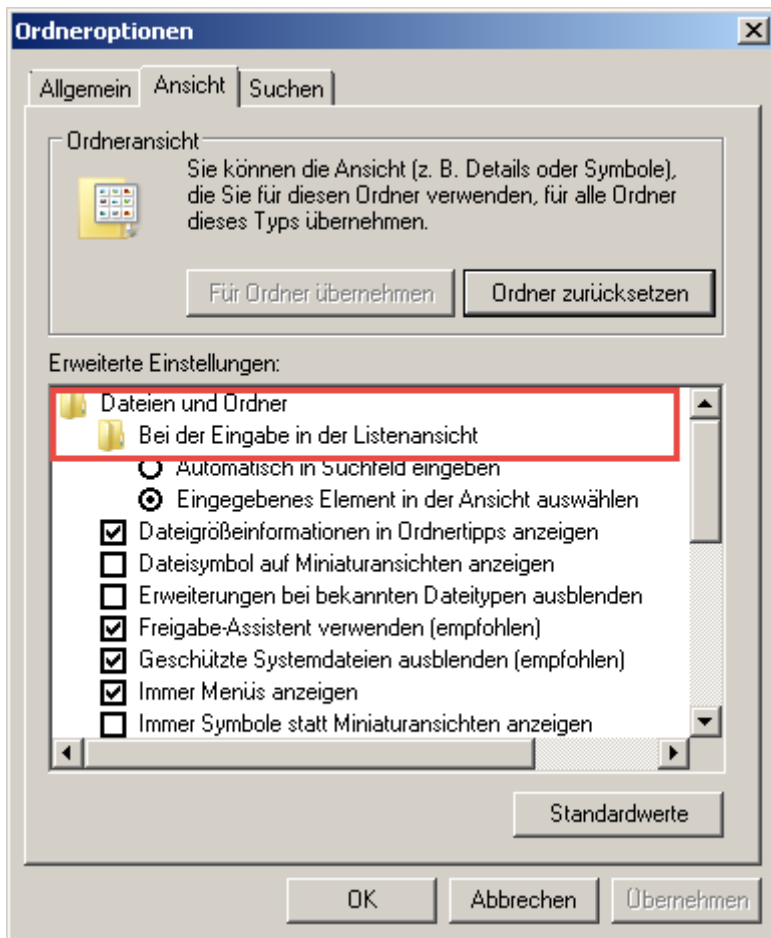 Ordneroptionen
Allgemein Ansicht Suchen
Ordneransicht
Sie können die Ansicht (z. B. Details oder Symbole),
die Sie für diesen Ordner verwenden, für alle Ordner
dieses Typs übernehmen.
Für Ordner übernehmen Ordner zurücksetzen
Erweiterte Einstellungen:
Dateien und Ordner
Bei der Eingabe in der Listenansicht
Automatisch in Suchfeld eingeben
Eingegebenes Element in der Ansicht auswählen
Dateigrößeinformationen in Ordnertipps anzeigen
Dateisymbol auf Miniaturansichten anzeigen
Erweiterungen bei bekannten Dateitypen ausblenden
Freigabe-Assistent verwenden (empfohlen)
Geschützte Systemdateien ausblenden (empfohlen)
Immer Menüs anzeigen
Immer Symbole statt Miniaturansichten anzeigen
Standardwerte
OK Abbrechen Übernehmen